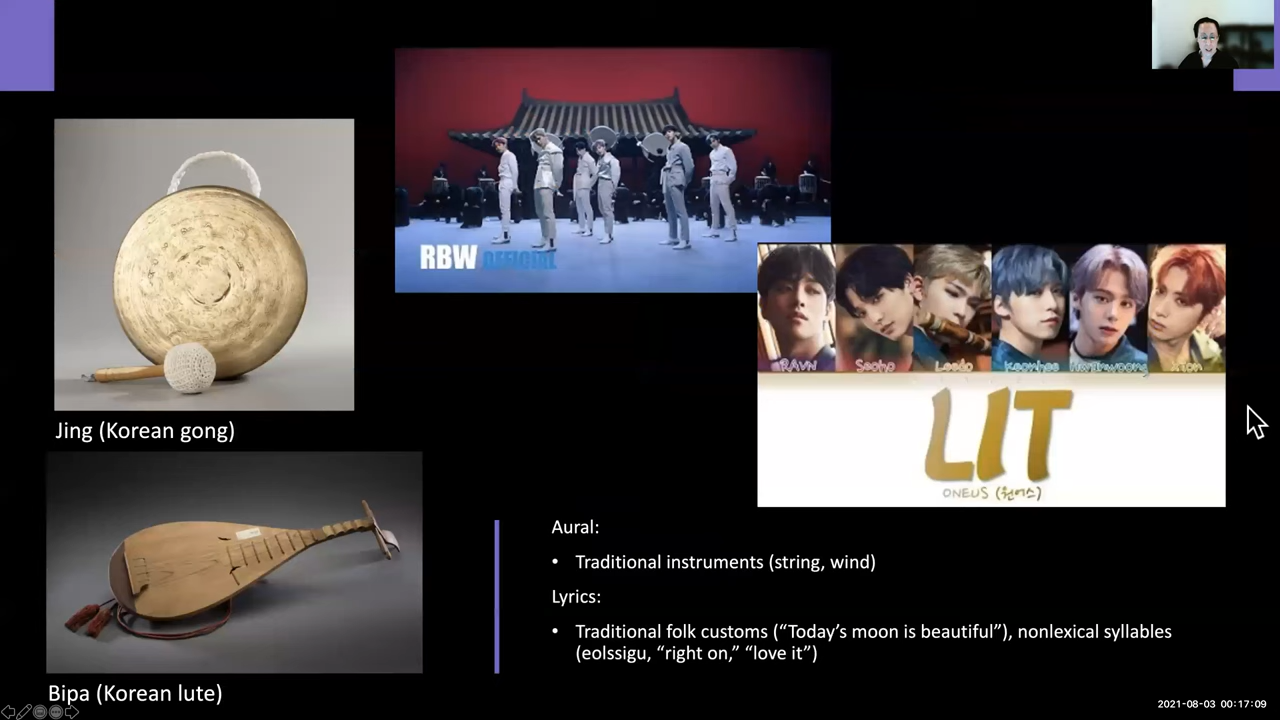 RBW OFFICIAL
RAVN Seoho Leedo Keonhee Hwanwoong Xion
LIT
ONEUS (원어스)
Jing (Korean gong)
Bipa (Korean lute)
Aural:
• Traditional instruments (string, wind)
Lyrics:
• Traditional folk customs (“Today’s moon is beautiful”), nonlexical syllables
(eolssigu, “right on,” “love it”)
2021-08-03 00:17:09